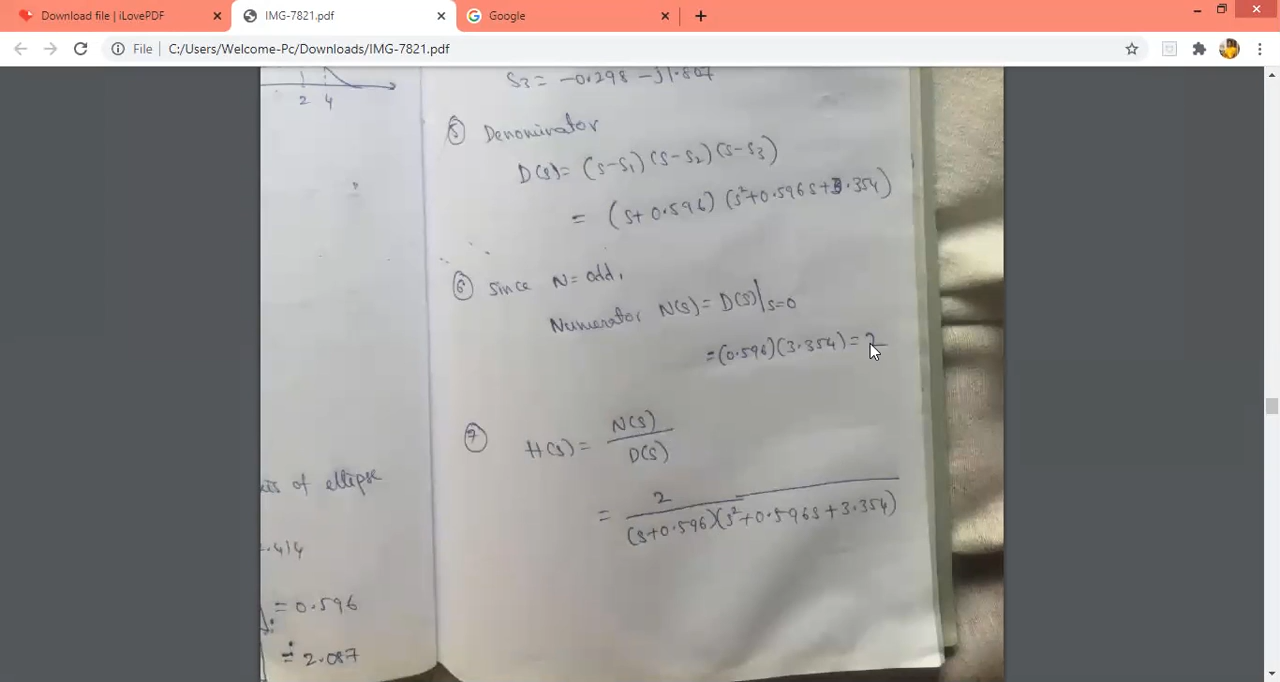 Download file | iLovePDF
IMG-7821.pdf
Google
File
C:/Users/Welcome-Pc/Downloads/IMG-7821.pdf
2 4
S3 = -0.298 - j1.807
⑤ Denominator
D(s) = (s-s1) (s-s2) (s-s3)
= (s+0.596) (s²+0.596s+3.354)
⑥ since N = odd,
Numerator N(s) = D(s)|s=0
= (0.596)(3.354) = 2
⑦ H(s) = N(s)
D(s)
= 2
(s+0.596)(s²+0.596s+3.354)
of ellipse
.414
= 0.596
= 2.087